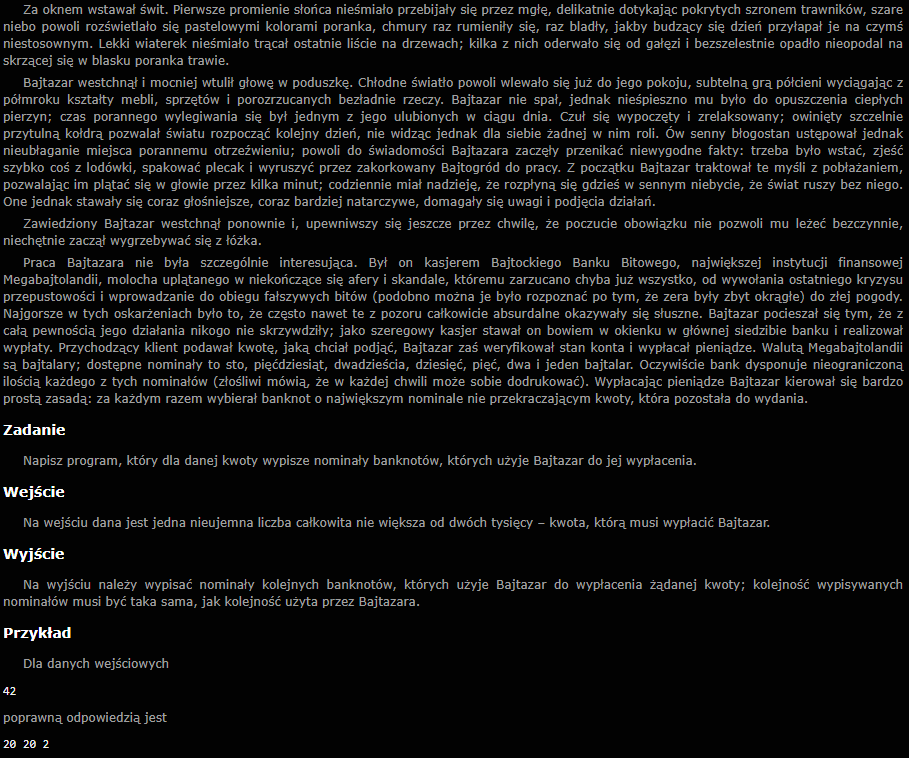 Za oknem wstawał świt. Pierwsze promienie słońca nieśmiało przebijały się przez mgłę, delikatnie dotykając pokrytych szronem trawników, szare
niebo powoli rozświetlało się pastelowymi kolorami poranka, chmury raz rumieniły się, raz bladły, jakby budzący się dzień przyłapał je na czymś
niestosownym. Lekki wiaterek nieśmiało trącał ostatnie liście na drzewach; kilka z nich oderwało się od gałęzi i bezszelestnie opadło nieopodal na
skrzącej się w blasku poranka trawie.
Bajtazar westchnął i mocniej wtulił głowę w poduszkę. Chłodne światło powoli wlewało się już do jego pokoju, subtelną grą półcieni wyciągając z
półmroku kształty mebli, sprzętów i porozrzucanych bezładnie rzeczy. Bajtazar nie spał, jednak nieśpieszno mu było do opuszczenia ciepłych
pierzyn; czas porannego wylegiwania się był jednym z jego ulubionych w ciągu dnia. Czuł się wypoczęty i zrelaksowany; owinięty szczelnie
przytulną kołdrą pozwalał światu rozpocząć kolejny dzień, nie widząc jednak dla siebie żadnej w nim roli. Ów senny błogostan ustępował jednak
nieubłaganie miejsca porannemu otrzeźwieniu; powoli do świadomości Bajtazara zaczęły przenikać niewygodne fakty: trzeba było wstać, zjeść
szybko coś z lodówki, spakować plecak i wyruszyć przez zakorkowany Bajtogród do pracy. Z początku Bajtazar traktował te myśli z pobłażaniem,
pozwalając im plątać się w głowie przez kilka minut; codziennie miał nadzieję, że rozpłyną się gdzieś w sennym niebycie, że świat ruszy bez niego.
One jednak stawały się coraz głośniejsze, coraz bardziej natarczywe, domagały się uwagi i podjęcia działań.
Zawiedziony Bajtazar westchnął ponownie i, upewniwszy się jeszcze przez chwilę, że poczucie obowiązku nie pozwoli mu leżeć bezczynnie,
niechętnie zaczął wygrzebywać się z łóżka.
Praca Bajtazara nie była szczególnie interesująca. Był on kasjerem Bajtockiego Banku Bitowego, największej instytucji finansowej
Megabajtolandii, molocha uplątanego w niekończące się afery i skandale, któremu zarzucano chyba już wszystko, od wywołania ostatniego kryzysu
przepustowości i wprowadzanie do obiegu fałszywych bitów (podobno można je było rozpoznać po tym, że zera były zbyt okrągłe) do złej pogody.
Najgorsze w tych oskarżeniach było to, że często nawet te z pozoru całkowicie absurdalne okazywały się słuszne. Bajtazar pocieszał się tym, że z
całą pewnością jego działania nikogo nie skrzywdziły; jako szeregowy kasjer stawał on bowiem w okienku w głównej siedzibie banku i realizował
wypłaty. Przychodzący klient podawał kwotę, jaką chciał podjąć, Bajtazar zaś weryfikował stan konta i wypłacał pieniądze. Walutą Megabajtolandii
są bajtalary; dostępne nominały to sto, pięćdziesiąt, dwadzieścia, dziesięć, pięć, dwa i jeden bajtalar. Oczywiście bank dysponuje nieograniczoną
ilością każdego z tych nominałów (złośliwi mówią, że w każdej chwili może sobie dodrukować). Wypłacając pieniądze Bajtazar kierował się bardzo
prostą zasadą: za każdym razem wybierał banknot o największym nominale nie przekraczającym kwoty, która pozostała do wydania.
Zadanie
Napisz program, który dla danej kwoty wypisze nominały banknotów, których użyje Bajtazar do jej wypłacenia.
Wejście
Na wejściu dana jest jedna nieujemna liczba całkowita nie większa od dwóch tysięcy – kwota, którą musi wypłacić Bajtazar.
Wyjście
Na wyjściu należy wypisać nominały kolejnych banknotów, których użyje Bajtazar do wypłacenia żądanej kwoty; kolejność wypisywanych
nominałów musi być taka sama, jak kolejność użyta przez Bajtazara.
Przykład
Dla danych wejściowych
42
poprawną odpowiedzią jest
20 20 2